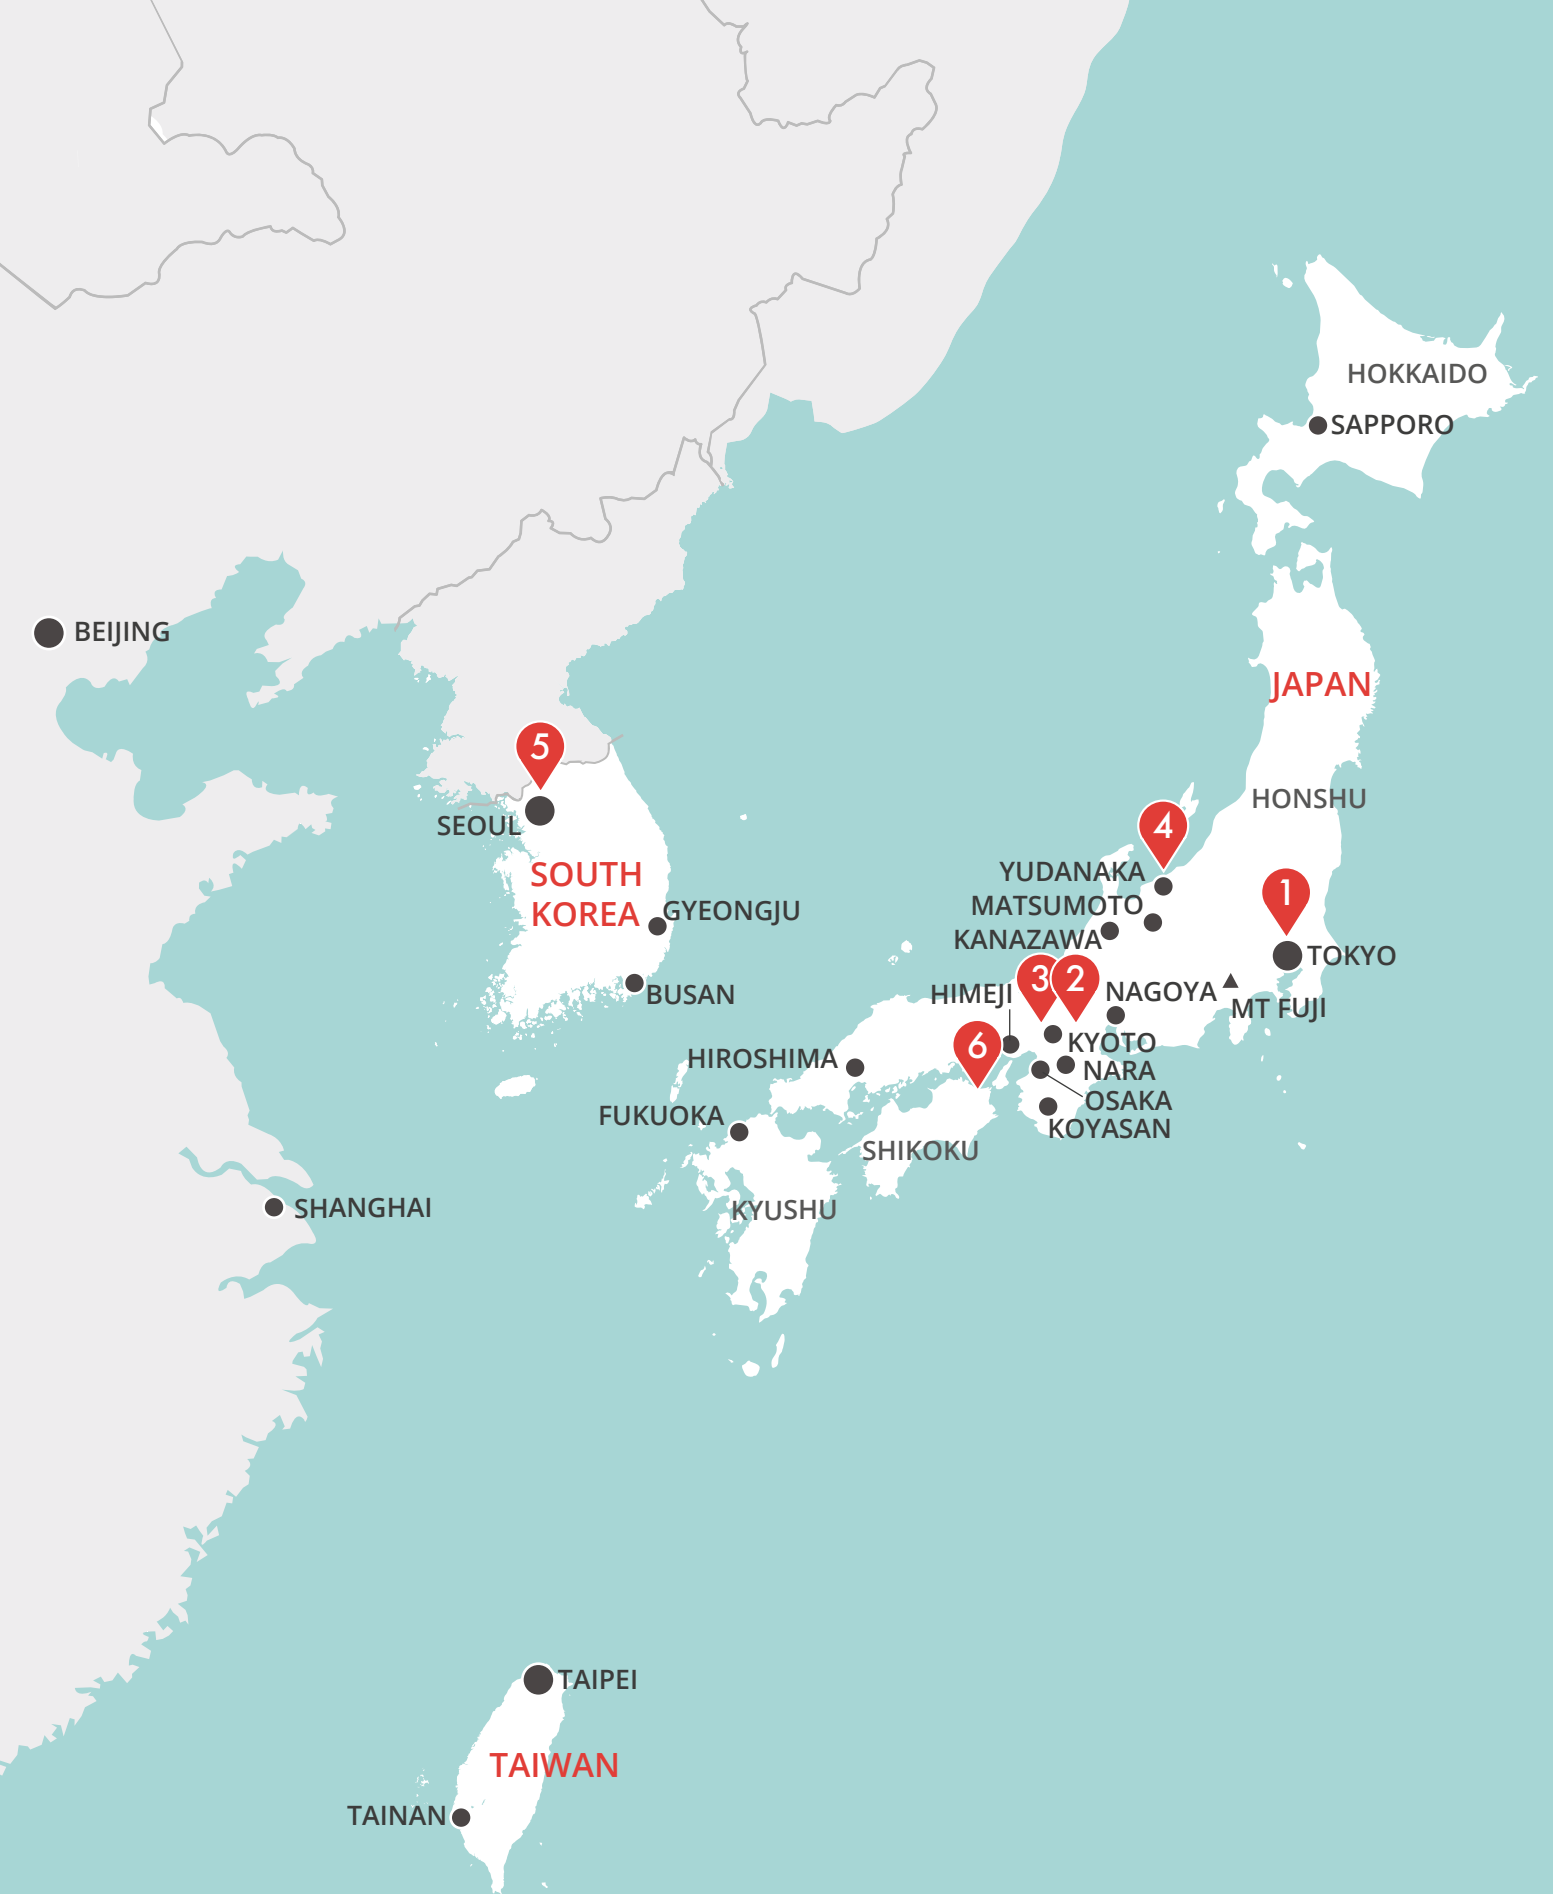 HOKKAIDO
SAPPORO
BEIJING
JAPAN
5
HONSHU
SEOUL
4
SOUTH
KOREA
YUDANAKA
1
MATSUMOTO
GYEONGJU
KANAZAWA
TOKYO
3
2
HIMEJI
NAGOYA
BUSAN
MT FUJI
6
KYOTO
HIROSHIMA
NARA
OSAKA
FUKUOKA
KOYASAN
SHIKOKU
SHANGHAI
KYUSHU
TAIPEI
TAIWAN
TAINAN